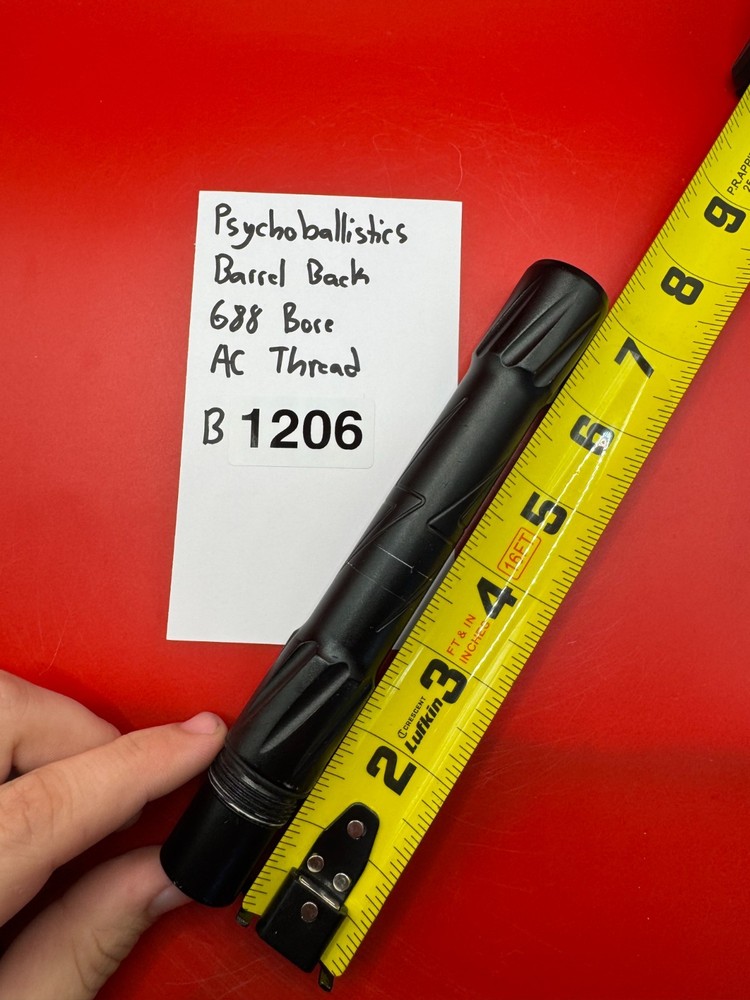 Psychoballistics
Barrel Back
688 Bore
AC Thread
B 1206
9
8
7
6
5
16FT
4
FT & IN
INCHES
3
CRESCENT
Lufkin
2